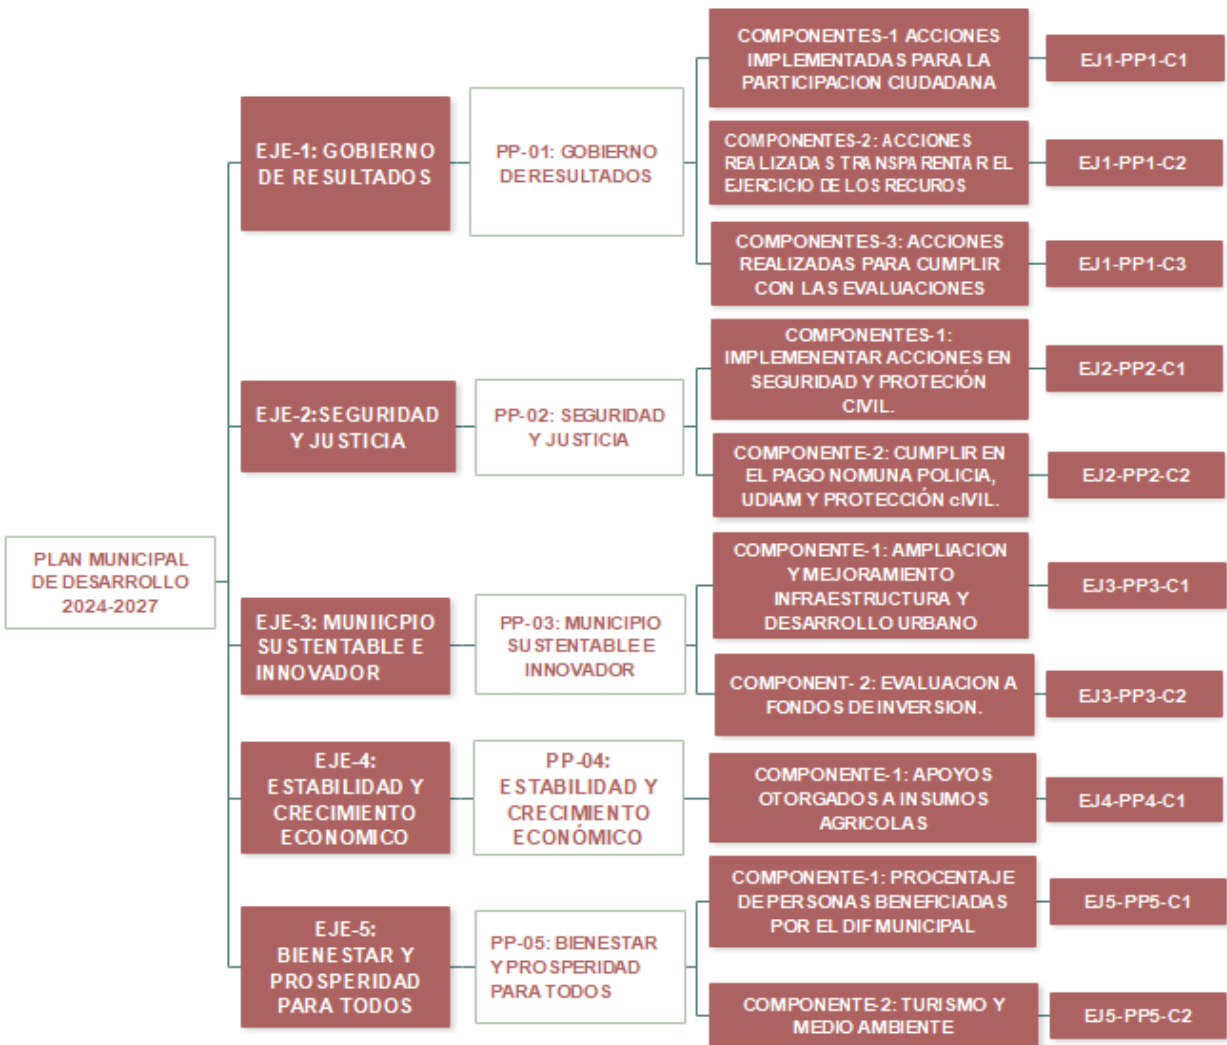 PLAN MUNICIPAL
DE DESARROLLO
2024-2027
EJE-1: GOBIERNO
DE RESULTADOS
PP-01: GOBIERNO
DE RESULTADOS
COMPONENTES-1 ACCIONES
IMPLEMENTADAS PARA LA
PARTICIPACION CIUDADANA
EJ1-PP1-C1
COMPONENTES-2: ACCIONES
REALIZADAS TRANSPARENTAR EL
EJERCICIO DE LOS RECUROS
EJ1-PP1-C2
COMPONENTES-3: ACCIONES
REALIZADAS PARA CUMPLIR
CON LAS EVALUACIONES
EJ1-PP1-C3
EJE-2:SEGURIDAD
Y JUSTICIA
PP-02: SEGURIDAD
Y JUSTICIA
COMPONENTES-1:
IMPLEMENENTAR ACCIONES EN
SEGURIDAD Y PROTECIÓN
CIVIL.
EJ2-PP2-C1
COMPONENTE-2: CUMPLIR EN
EL PAGO NOMUNA POLICIA,
UDIAM Y PROTECCIÓN cIVIL.
EJ2-PP2-C2
EJE-3: MUNIICPIO
SUSTENTABLE E
INNOVADOR
PP-03: MUNICIPIO
SUSTENTABLE E
INNOVADOR
COMPONENTE-1: AMPLIACION
Y MEJORAMIENTO
INFRAESTRUCTURA Y
DESARROLLO URBANO
EJ3-PP3-C1
COMPONENT- 2: EVALUACION A
FONDOS DE INVERSION.
EJ3-PP3-C2
EJE-4:
ESTABILIDAD Y
CRECIMIENTO
ECONOMICO
PP-04:
ESTABILIDAD Y
CRECIMIENTO
ECONÓMICO
COMPONENTE-1: APOYOS
OTORGADOS A INSUMOS
AGRICOLAS
EJ4-PP4-C1
EJE-5:
BIENESTAR Y
PROSPERIDAD
PARA TODOS
PP-05: BIENESTAR
Y PROSPERIDAD
PARA TODOS
COMPONENTE-1: PROCENTAJE
DE PERSONAS BENEFICIADAS
POR EL DIF MUNICIPAL
EJ5-PP5-C1
COMPONENTE-2: TURISMO Y
MEDIO AMBIENTE
EJ5-PP5-C2